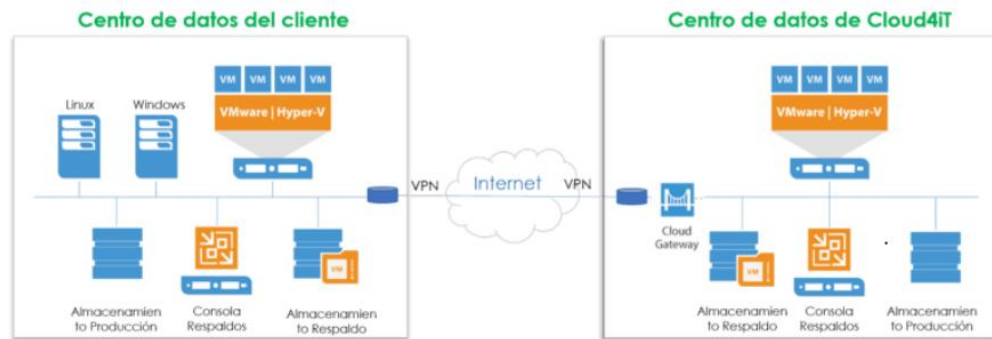 Centro de datos del cliente
Linux
Windows
VM VM VM VM
VMware | Hyper-V
VPN
Almacenamien
to Producción
Consola
Respaldos
VM
Almacenamien
to Respaldo
Internet
VPN
Centro de datos de Cloud4iT
VM VM VM VM
VMware | Hyper-V
Cloud
Gateway
VM
Almacenamien
to Respaldo
Consola
Respaldos
Almacenamien
to Producción